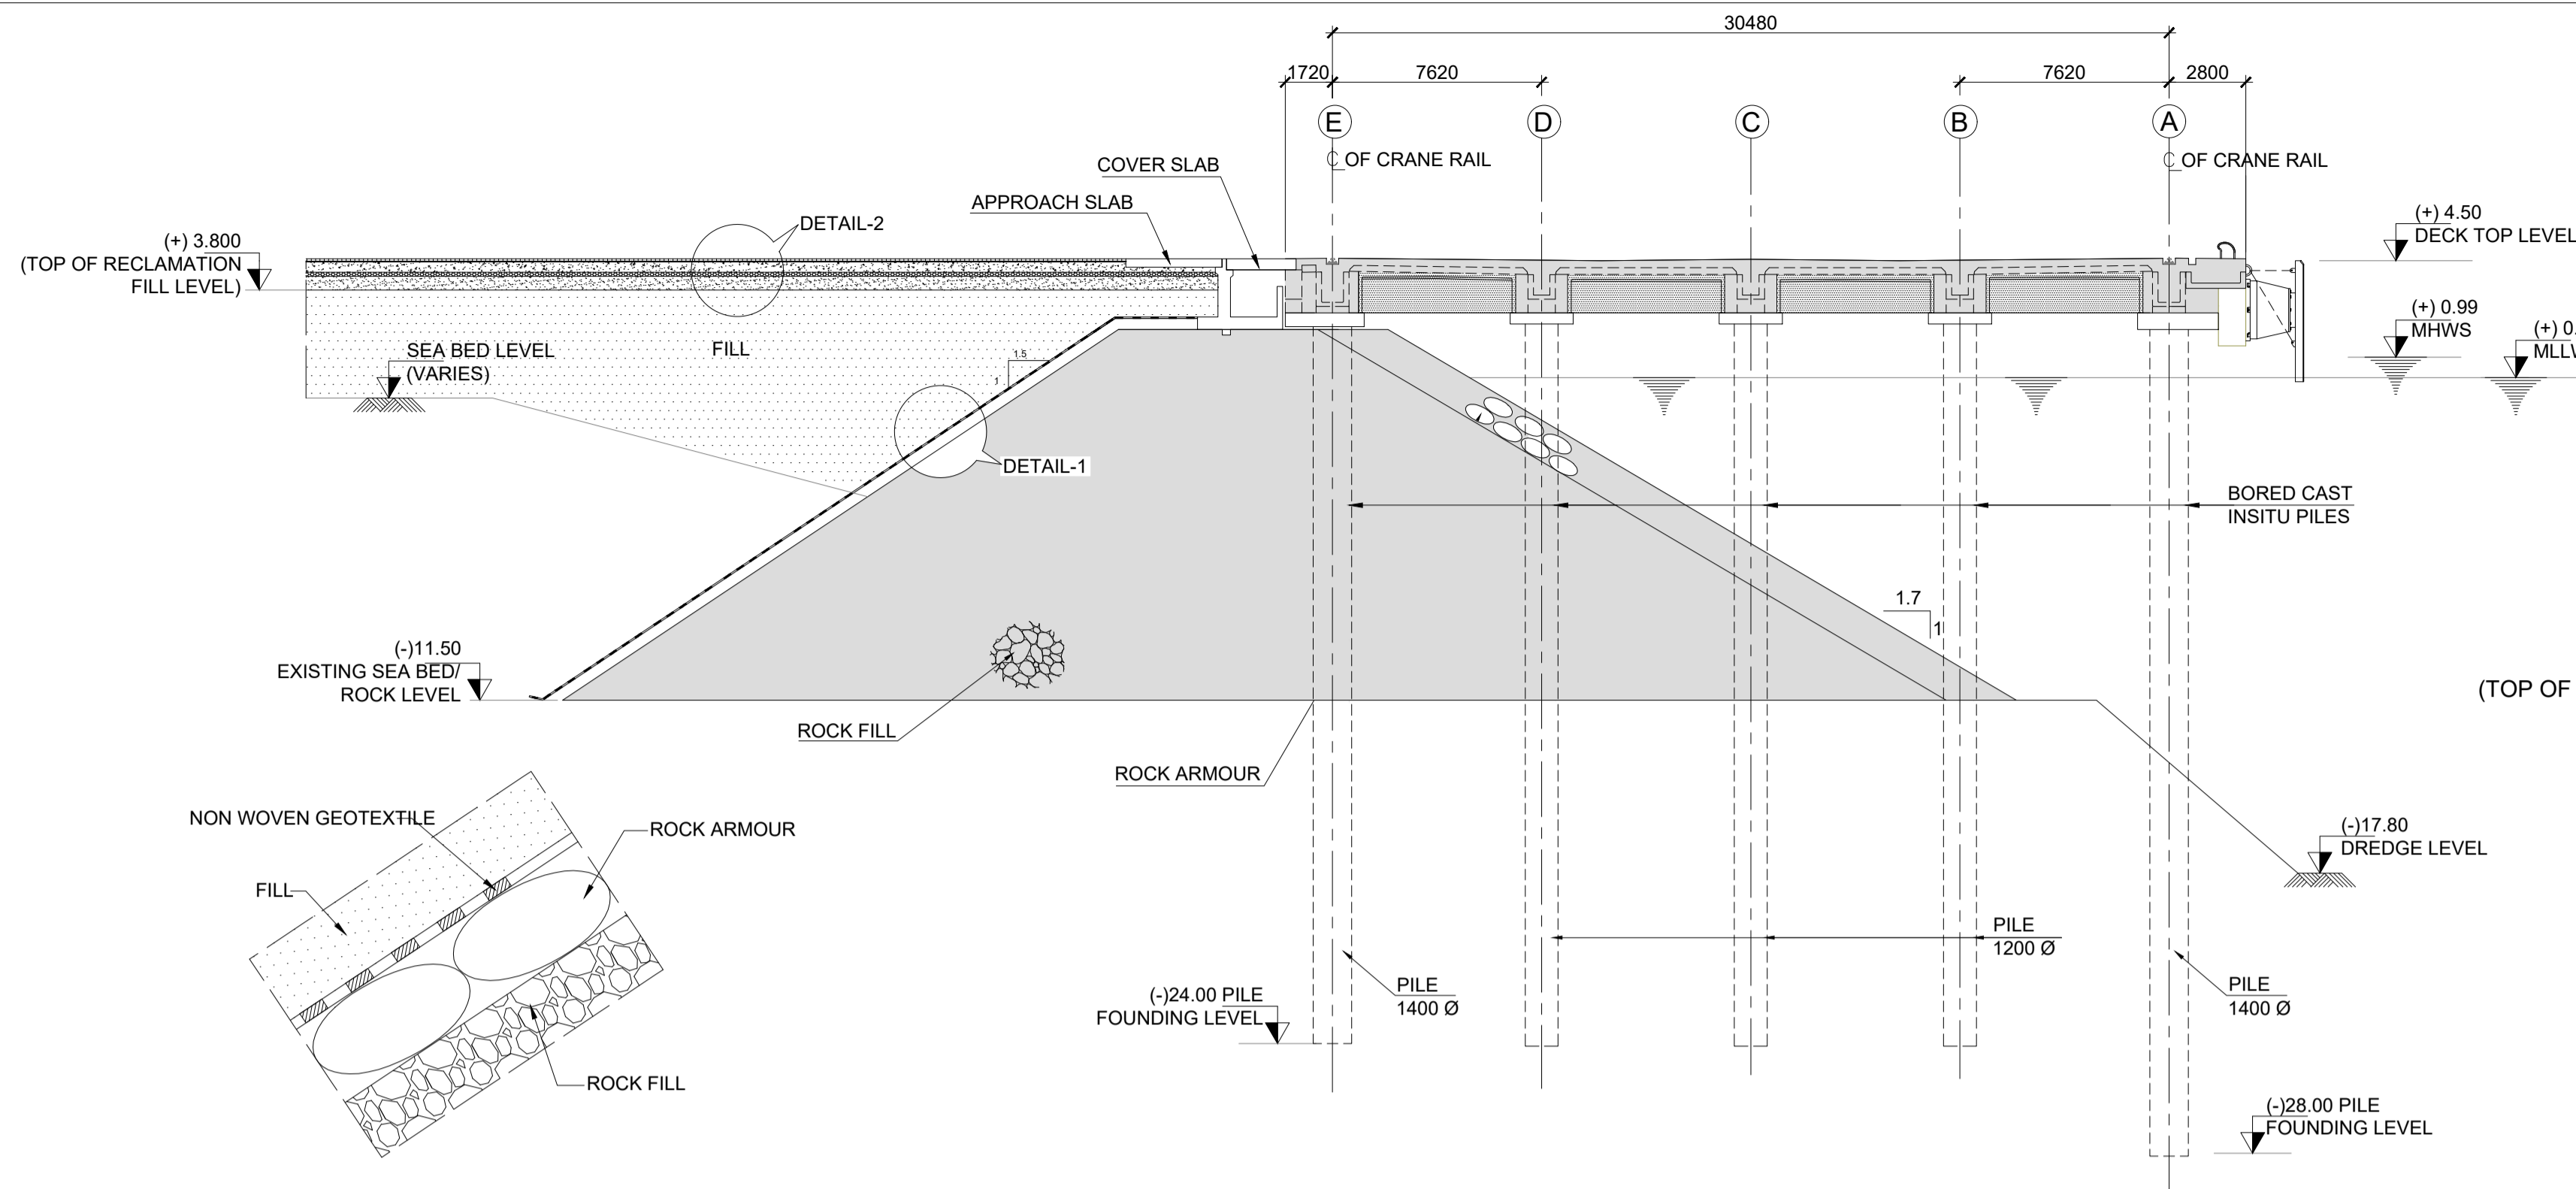 30480
1720
7620
7620
2800
E
D
C
B
A
℄ OF CRANE RAIL
℄ OF CRANE RAIL
COVER SLAB
APPROACH SLAB
DETAIL-2
(+) 3.800
(TOP OF RECLAMATION
FILL LEVEL)
(+) 4.50
DECK TOP LEVEL
(+) 0.99
MHWS
(+) 0.
MLLW
SEA BED LEVEL
(VARIES)
FILL
1.5
1
DETAIL-1
BORED CAST
INSITU PILES
1.7
1
(-)11.50
EXISTING SEA BED/
ROCK LEVEL
(TOP OF
ROCK FILL
ROCK ARMOUR
NON WOVEN GEOTEXTILE
ROCK ARMOUR
FILL
ROCK FILL
(-)17.80
DREDGE LEVEL
PILE
1200 Ø
PILE
1400 Ø
PILE
1400 Ø
(-)24.00 PILE
FOUNDING LEVEL
(-)28.00 PILE
FOUNDING LEVEL